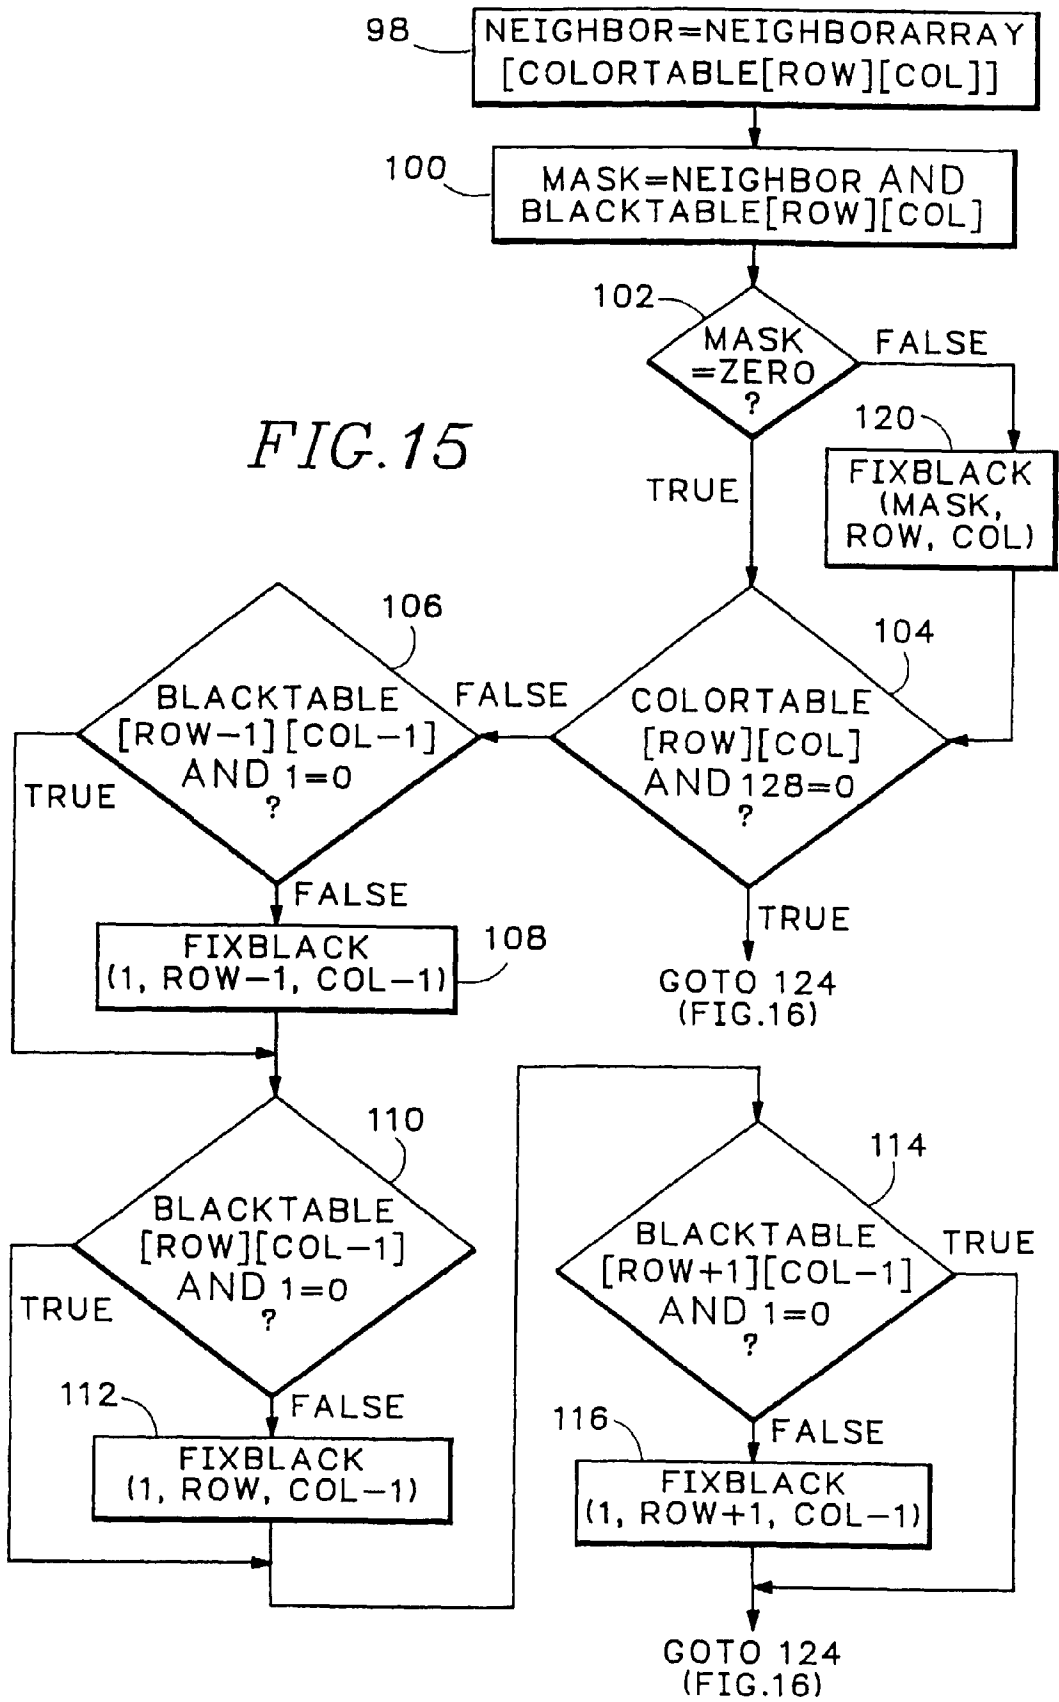 98
NEIGHBOR=NEIGHBORARRAY
[COLORTABLE[ROW][COL]]
100
MASK=NEIGHBOR AND
BLACKTABLE[ROW][COL]
102
MASK
=ZERO
?
FALSE
TRUE
120
FIXBLACK
(MASK,
ROW, COL)
FIG.15
104
COLORTABLE
[ROW][COL]
AND 128=0
?
FALSE
TRUE
GOTO 124
(FIG.16)
106
BLACKTABLE
[ROW-1][COL-1]
AND 1=0
?
TRUE
FALSE
108
FIXBLACK
(1, ROW-1, COL-1)
110
BLACKTABLE
[ROW][COL-1]
AND 1=0
?
TRUE
FALSE
112
FIXBLACK
(1, ROW, COL-1)
114
BLACKTABLE
[ROW+1][COL-1]
AND 1=0
?
TRUE
FALSE
116
FIXBLACK
(1, ROW+1, COL-1)
GOTO 124
(FIG.16)